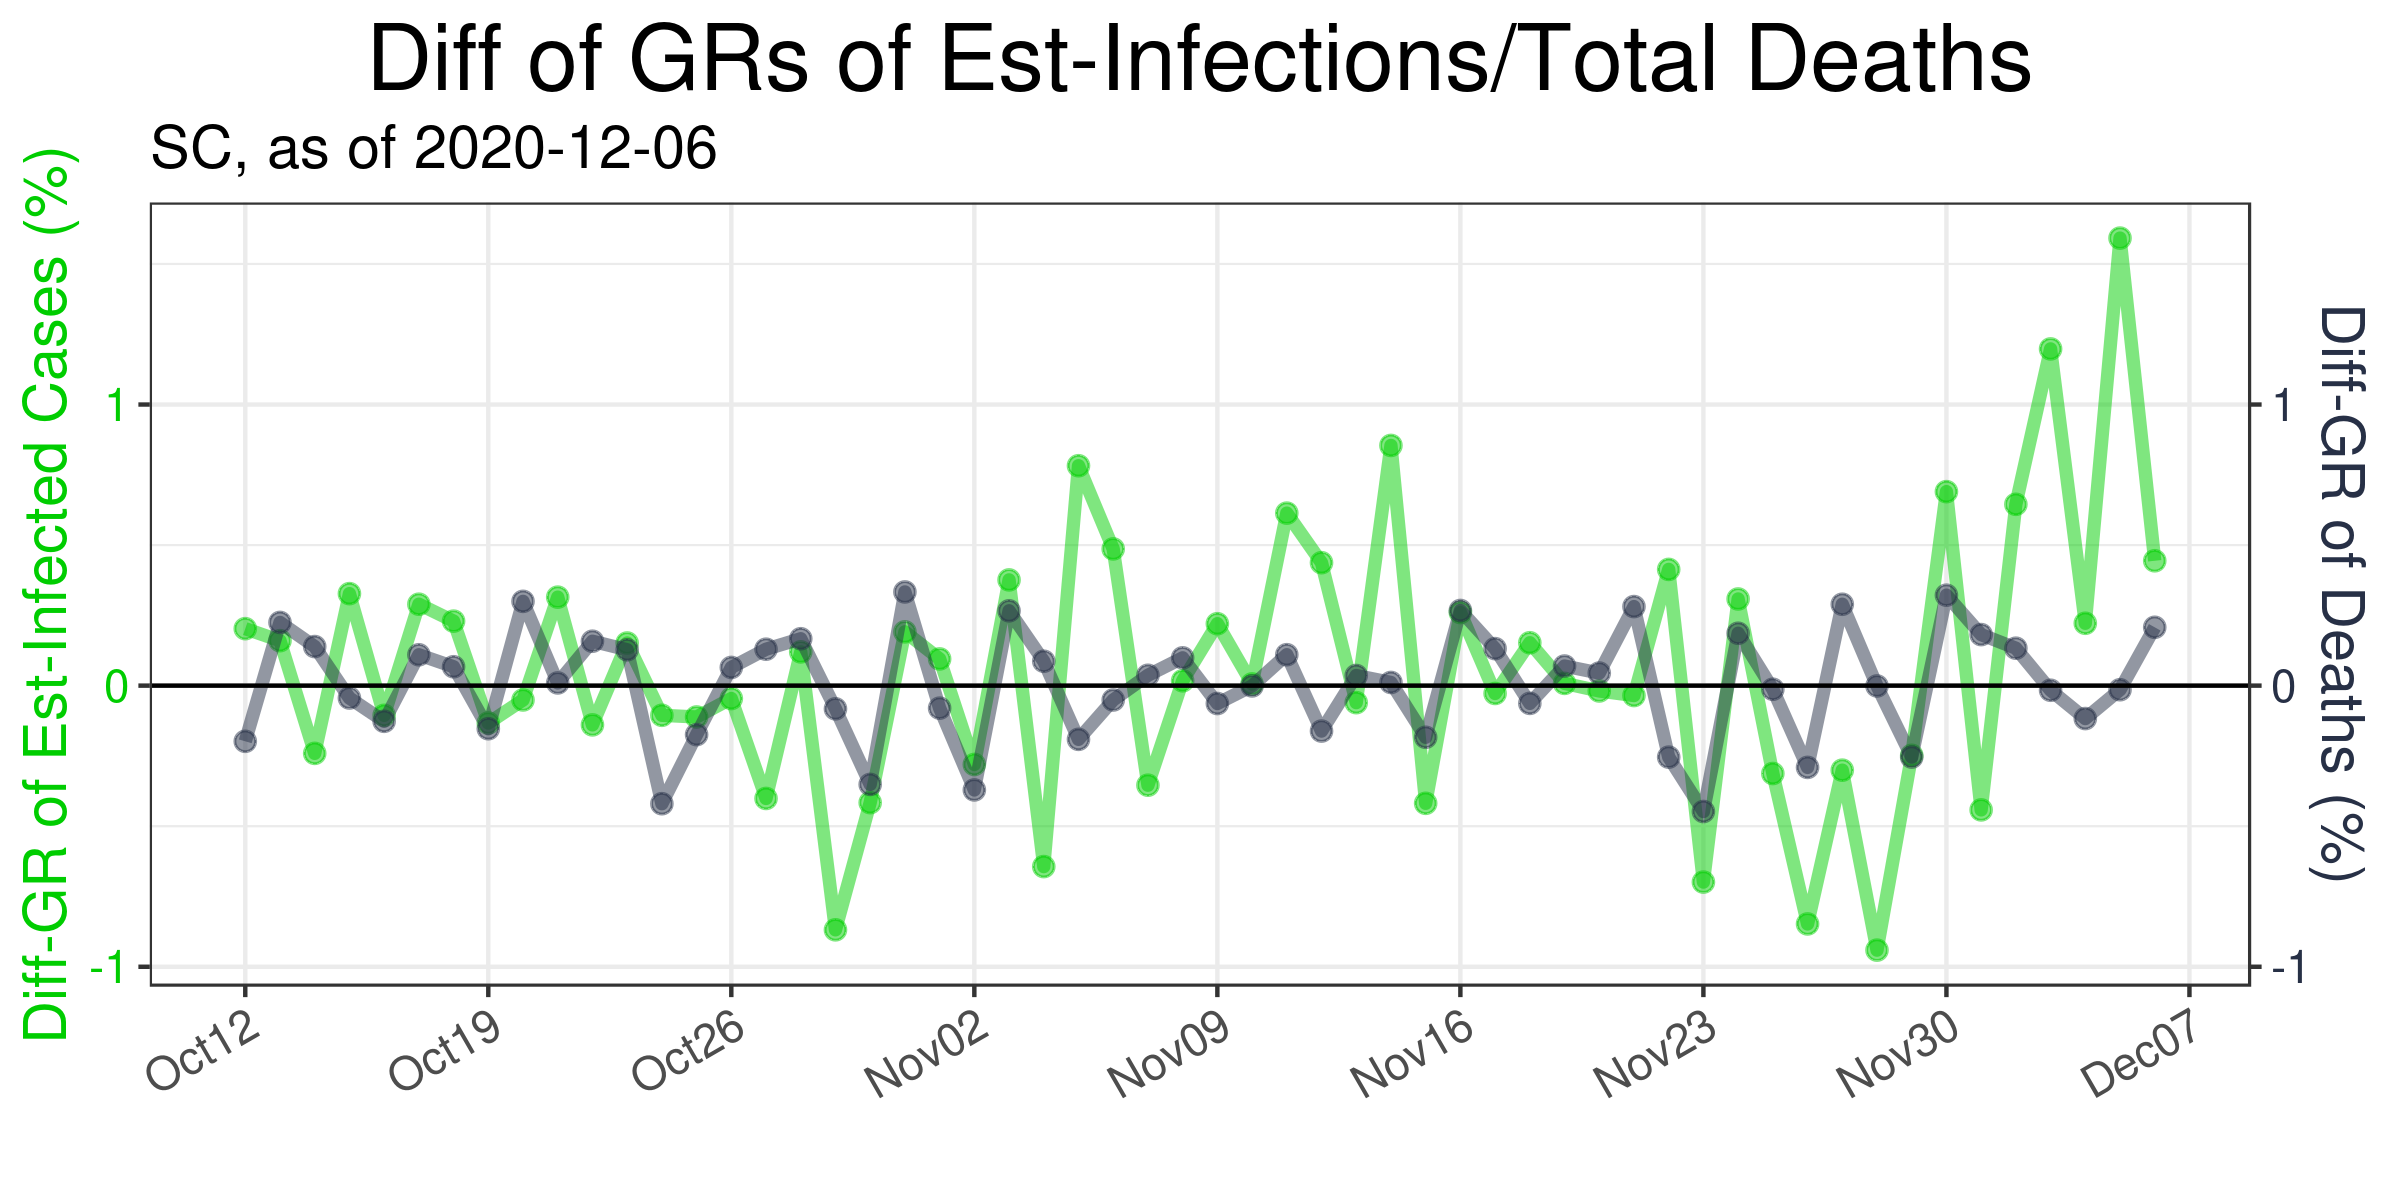 Diff of GRs of Est-Infections/Total Deaths
SC, as of 2020-12-06
Diff-GR of Est-Infected Cases (%)
1
0
-1
1
0
-1
Diff-GR of Deaths (%)
Oct12
Oct19
Oct26
Nov02
Nov09
Nov16
Nov23
Nov30
Dec07